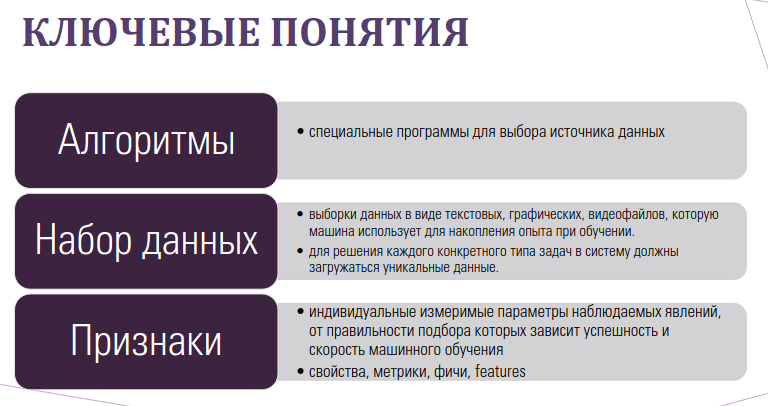 КЛЮЧЕВЫЕ ПОНЯТИЯ
Алгоритмы
• специальные программы для выбора источника данных
Набор данных
• выборки данных в виде текстовых, графических, видеофайлов, которую
машина использует для накопления опыта при обучении.
• для решения каждого конкретного типа задач в систему должны
загружаться уникальные данные.
Признаки
• индивидуальные измеримые параметры наблюдаемых явлений,
от правильности подбора которых зависит успешность и
скорость машинного обучения
• свойства, метрики, фичи, features